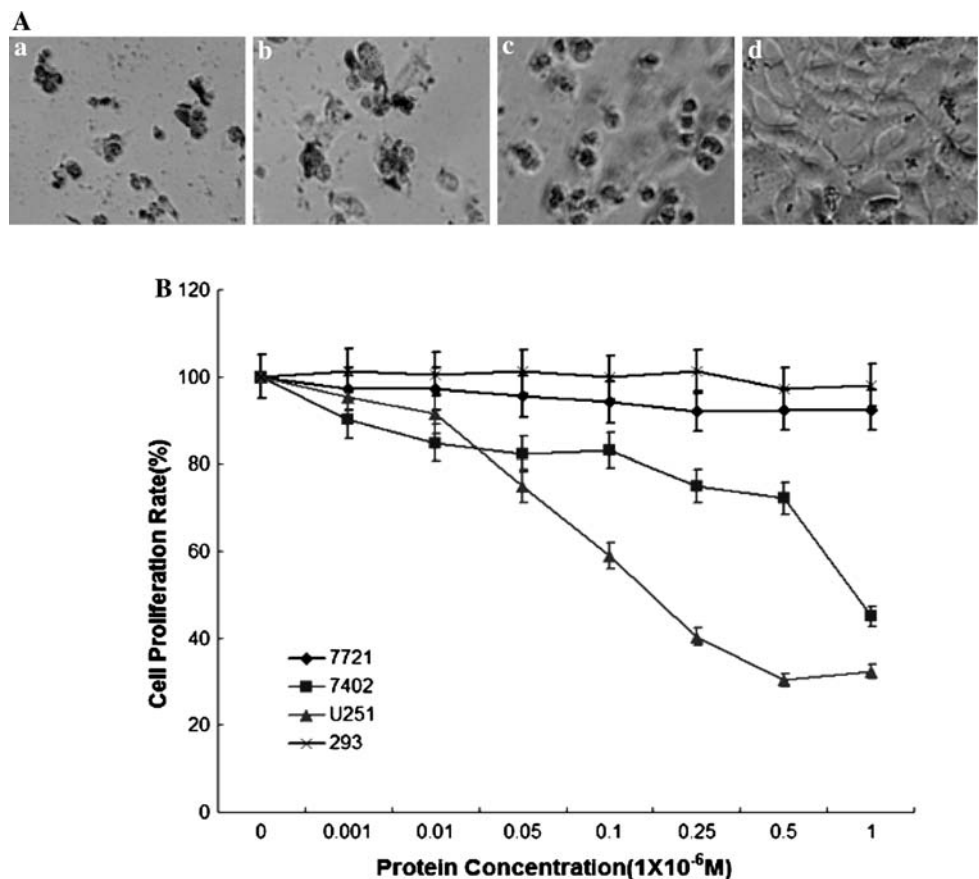 A
a b c d
B
120
100
80
60
40
20
0
Cell Proliferation Rate(%)
7721
7402
U251
293
0 0.001 0.01 0.05 0.1 0.25 0.5 1
Protein Concentration(1X10⁻⁶M)